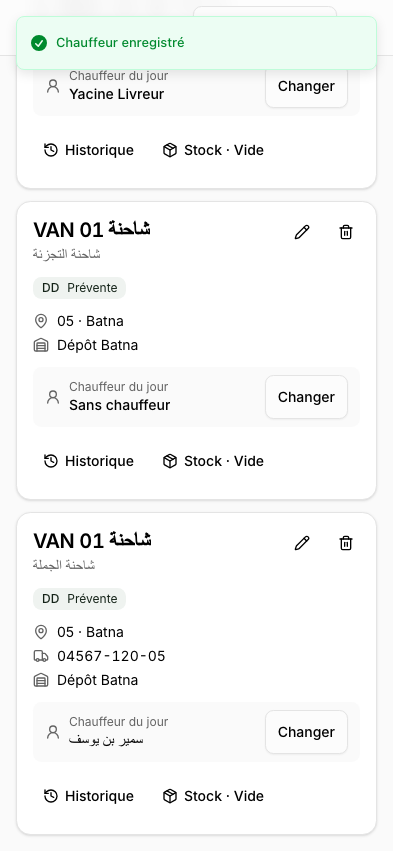 Chauffeur enregistré
Chauffeur du jour
Yacine Livreur
Changer
Historique
Stock · Vide
VAN 01 شاحنة
شاحنة التجزئة
DD Prévente
05 · Batna
Dépôt Batna
Chauffeur du jour
Sans chauffeur
Changer
Historique
Stock · Vide
VAN 01 شاحنة
شاحنة الجملة
DD Prévente
05 · Batna
04567-120-05
Dépôt Batna
Chauffeur du jour
سمير بن يوسف
Changer
Historique
Stock · Vide